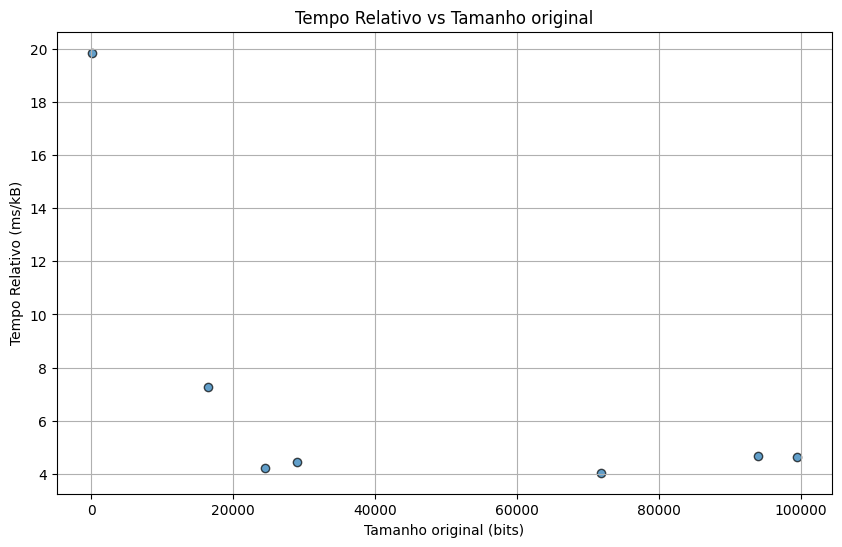 Tempo Relativo vs Tamanho original
20
18
16
14
12
10
8
6
4
Tempo Relativo (ms/kB)
0 20000 40000 60000 80000 100000
Tamanho original (bits)